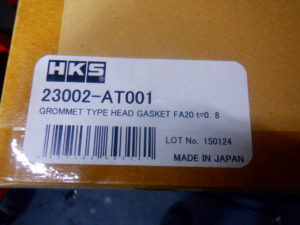 HKS
23002-AT001
GROMMET TYPE HEAD GASKET FA20 t=0. 8
LOT No. 150124
MADE IN JAPAN